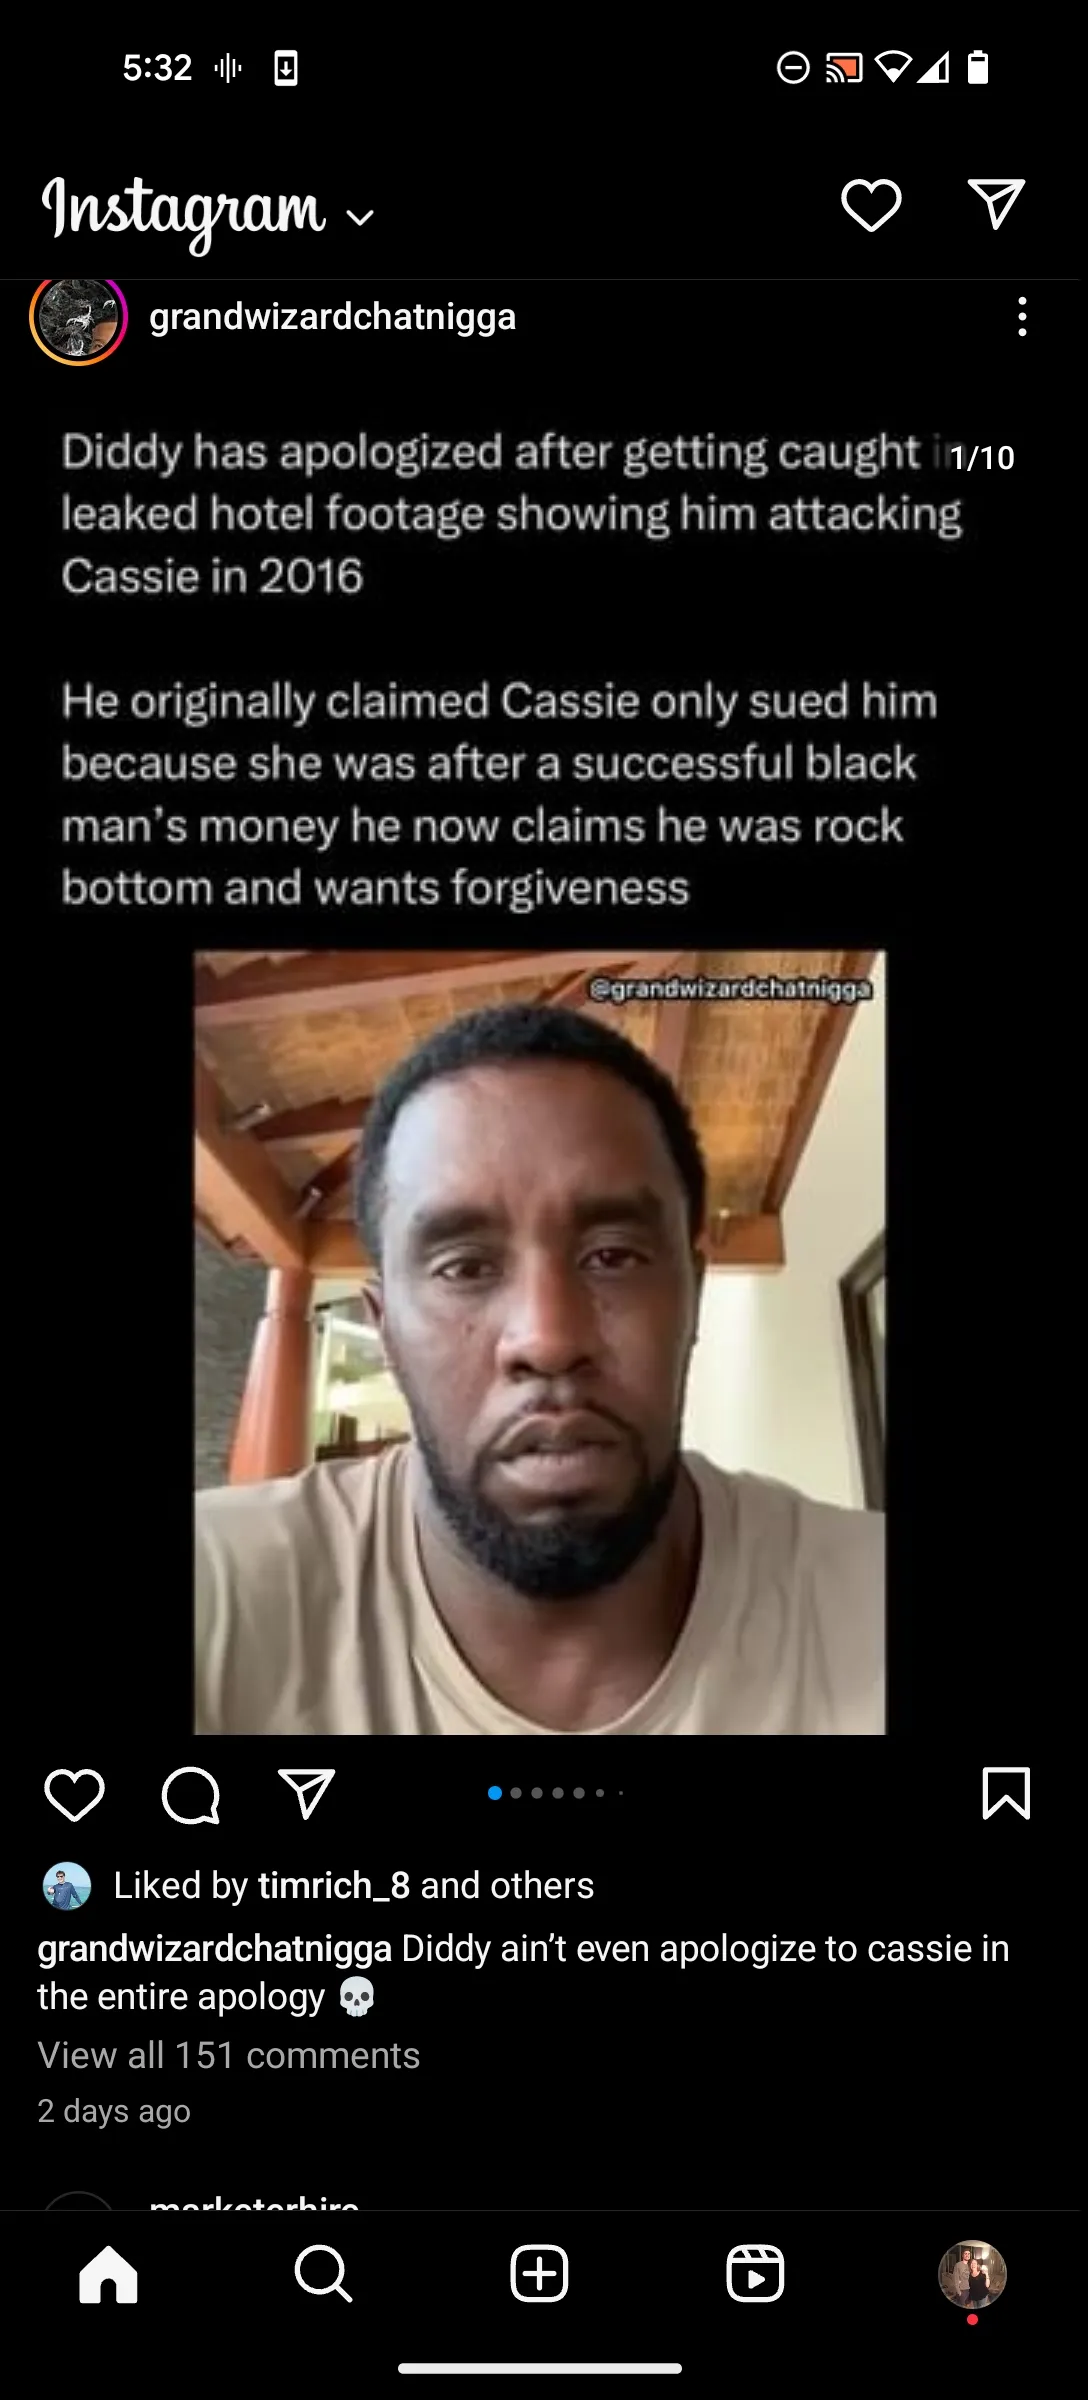 5:32
Instagram
grandwizardchatnigga
Diddy has apologized after getting caught in
1/10
leaked hotel footage showing him attacking
Cassie in 2016
He originally claimed Cassie only sued him
because she was after a successful black
man's money he now claims he was rock
bottom and wants forgiveness
@grandwizardchatnigga
Liked by timrich_8 and others
grandwizardchatnigga Diddy ain't even apologize to cassie in
the entire apology 💀
View all 151 comments
2 days ago
marketerhire